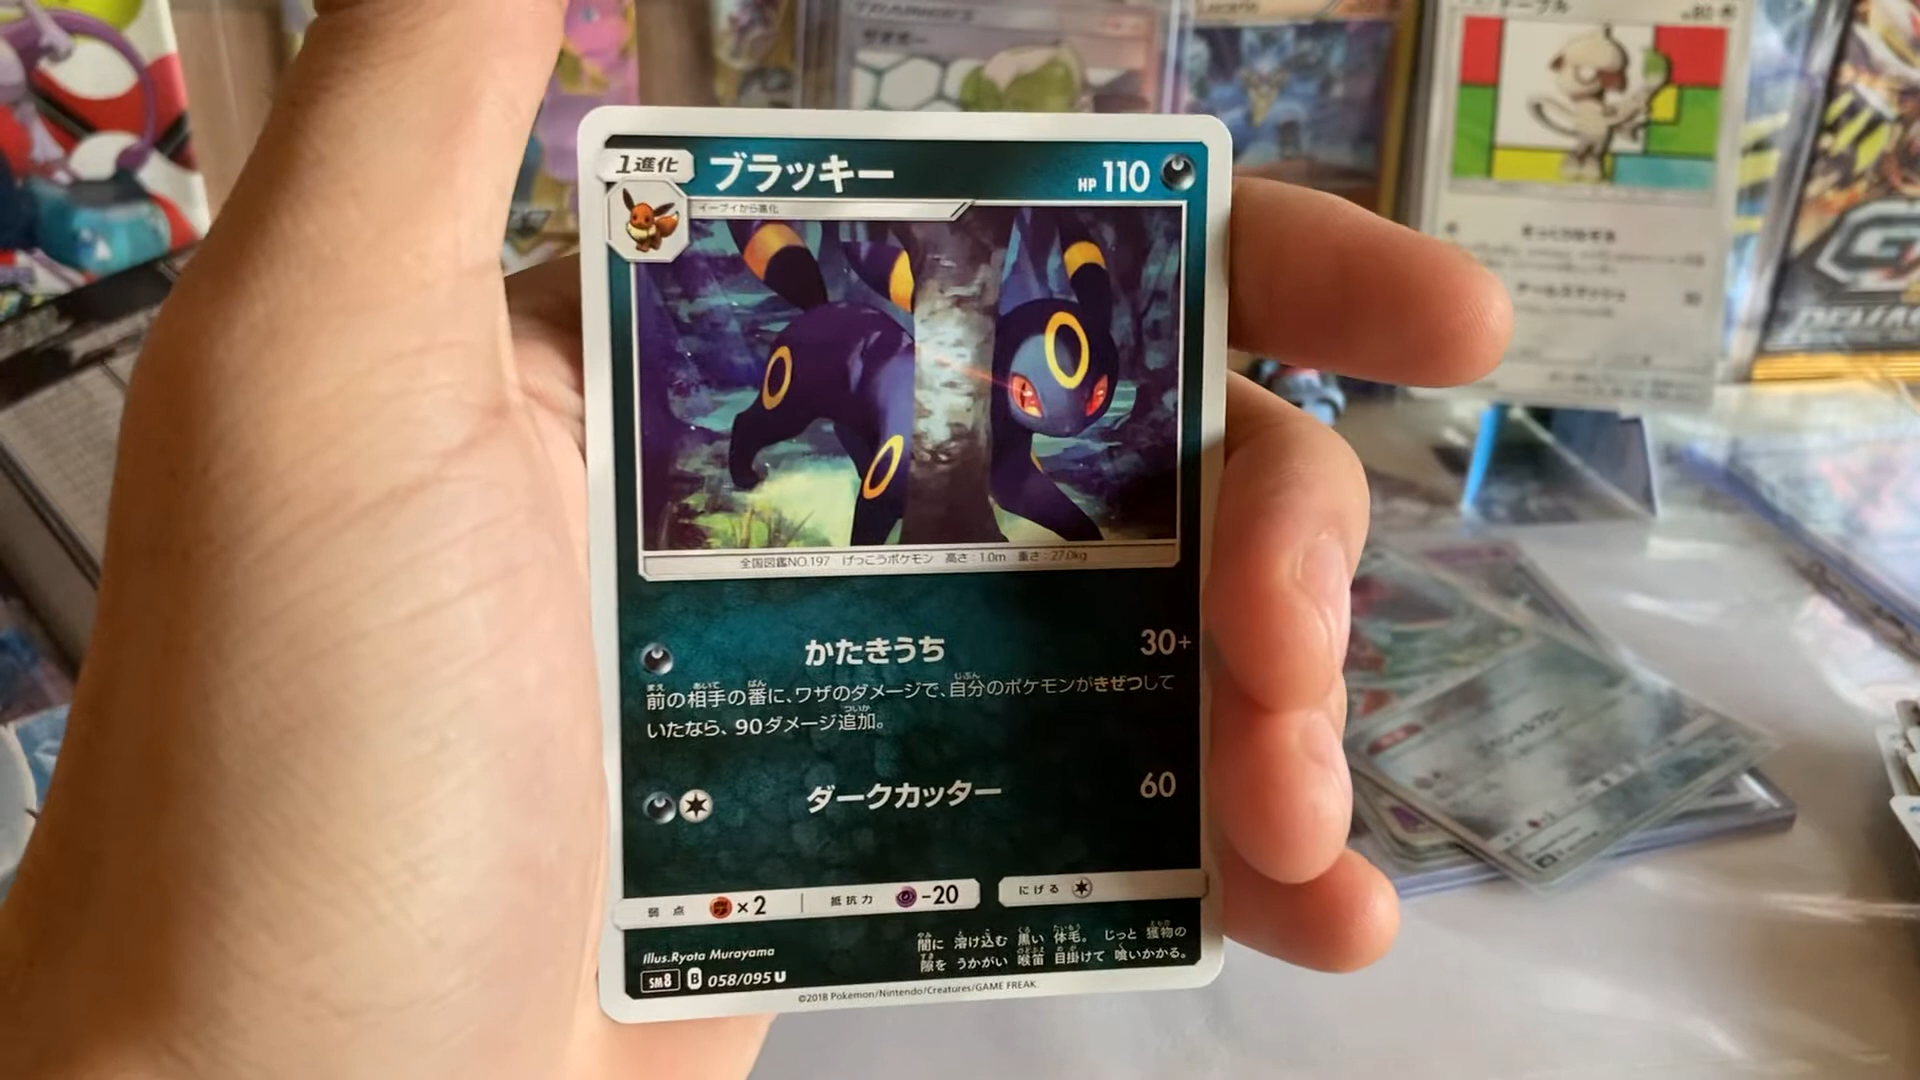 TRAINER'S
Lucario
1進化
ブラッキー
HP 110
イーブイから進化
全国図鑑NO.197 げっこうポケモン 高さ:1.0m 重さ:27.0kg
かたきうち 30+
前の相手の番に、ワザのダメージで、自分のポケモンがきぜつして
いたなら、90ダメージ追加。
ダークカッター 60
弱点 ×2 抵抗力 -20 にげる
闇に 溶け込む 黒い 体毛。 じっと 獲物の
隙を うかがい 喉笛 目掛けて 喰いかかる。
Illus.Ryota Murayama
SM8 B 058/095 U
©2018 Pokémon/Nintendo/Creatures/GAME FREAK.